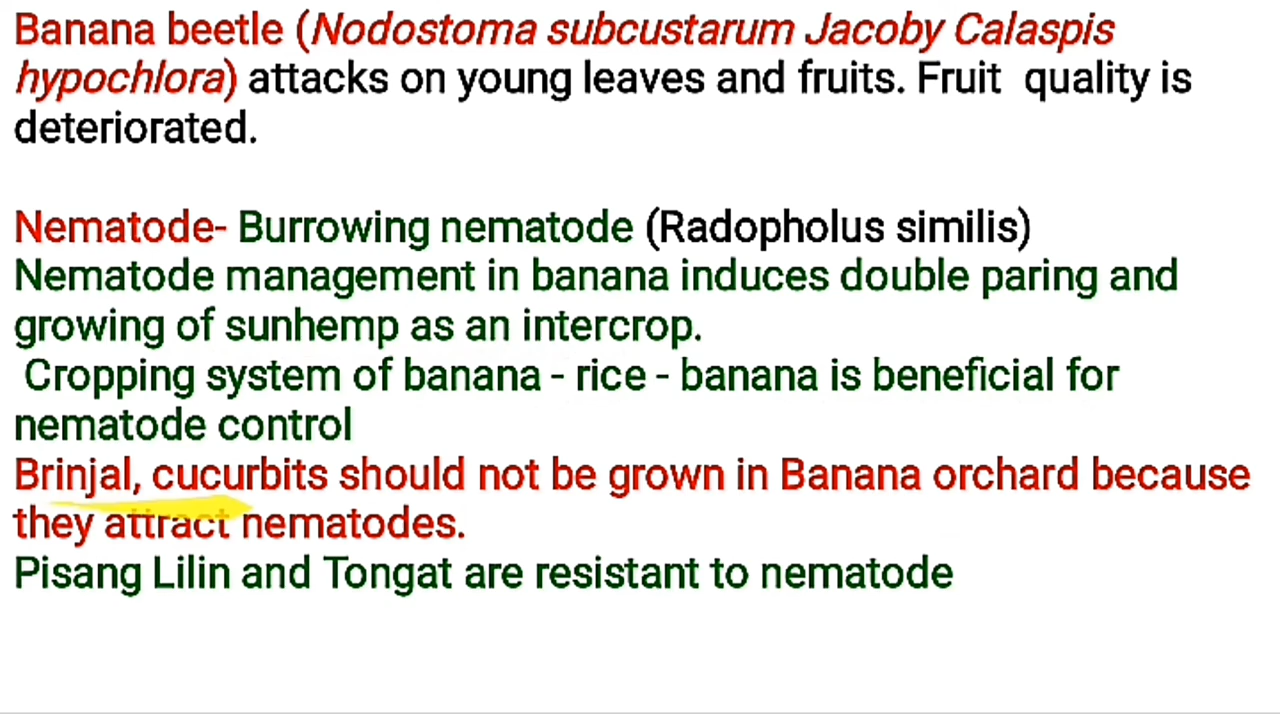 Banana beetle (Nodostoma subcustarum Jacoby Calaspis
hypochlora) attacks on young leaves and fruits. Fruit quality is
deteriorated.
Nematode- Burrowing nematode (Radopholus similis)
Nematode management in banana induces double paring and
growing of sunhemp as an intercrop.
Cropping system of banana - rice - banana is beneficial for
nematode control
Brinjal, cucurbits should not be grown in Banana orchard because
they attract nematodes.
Pisang Lilin and Tongat are resistant to nematode